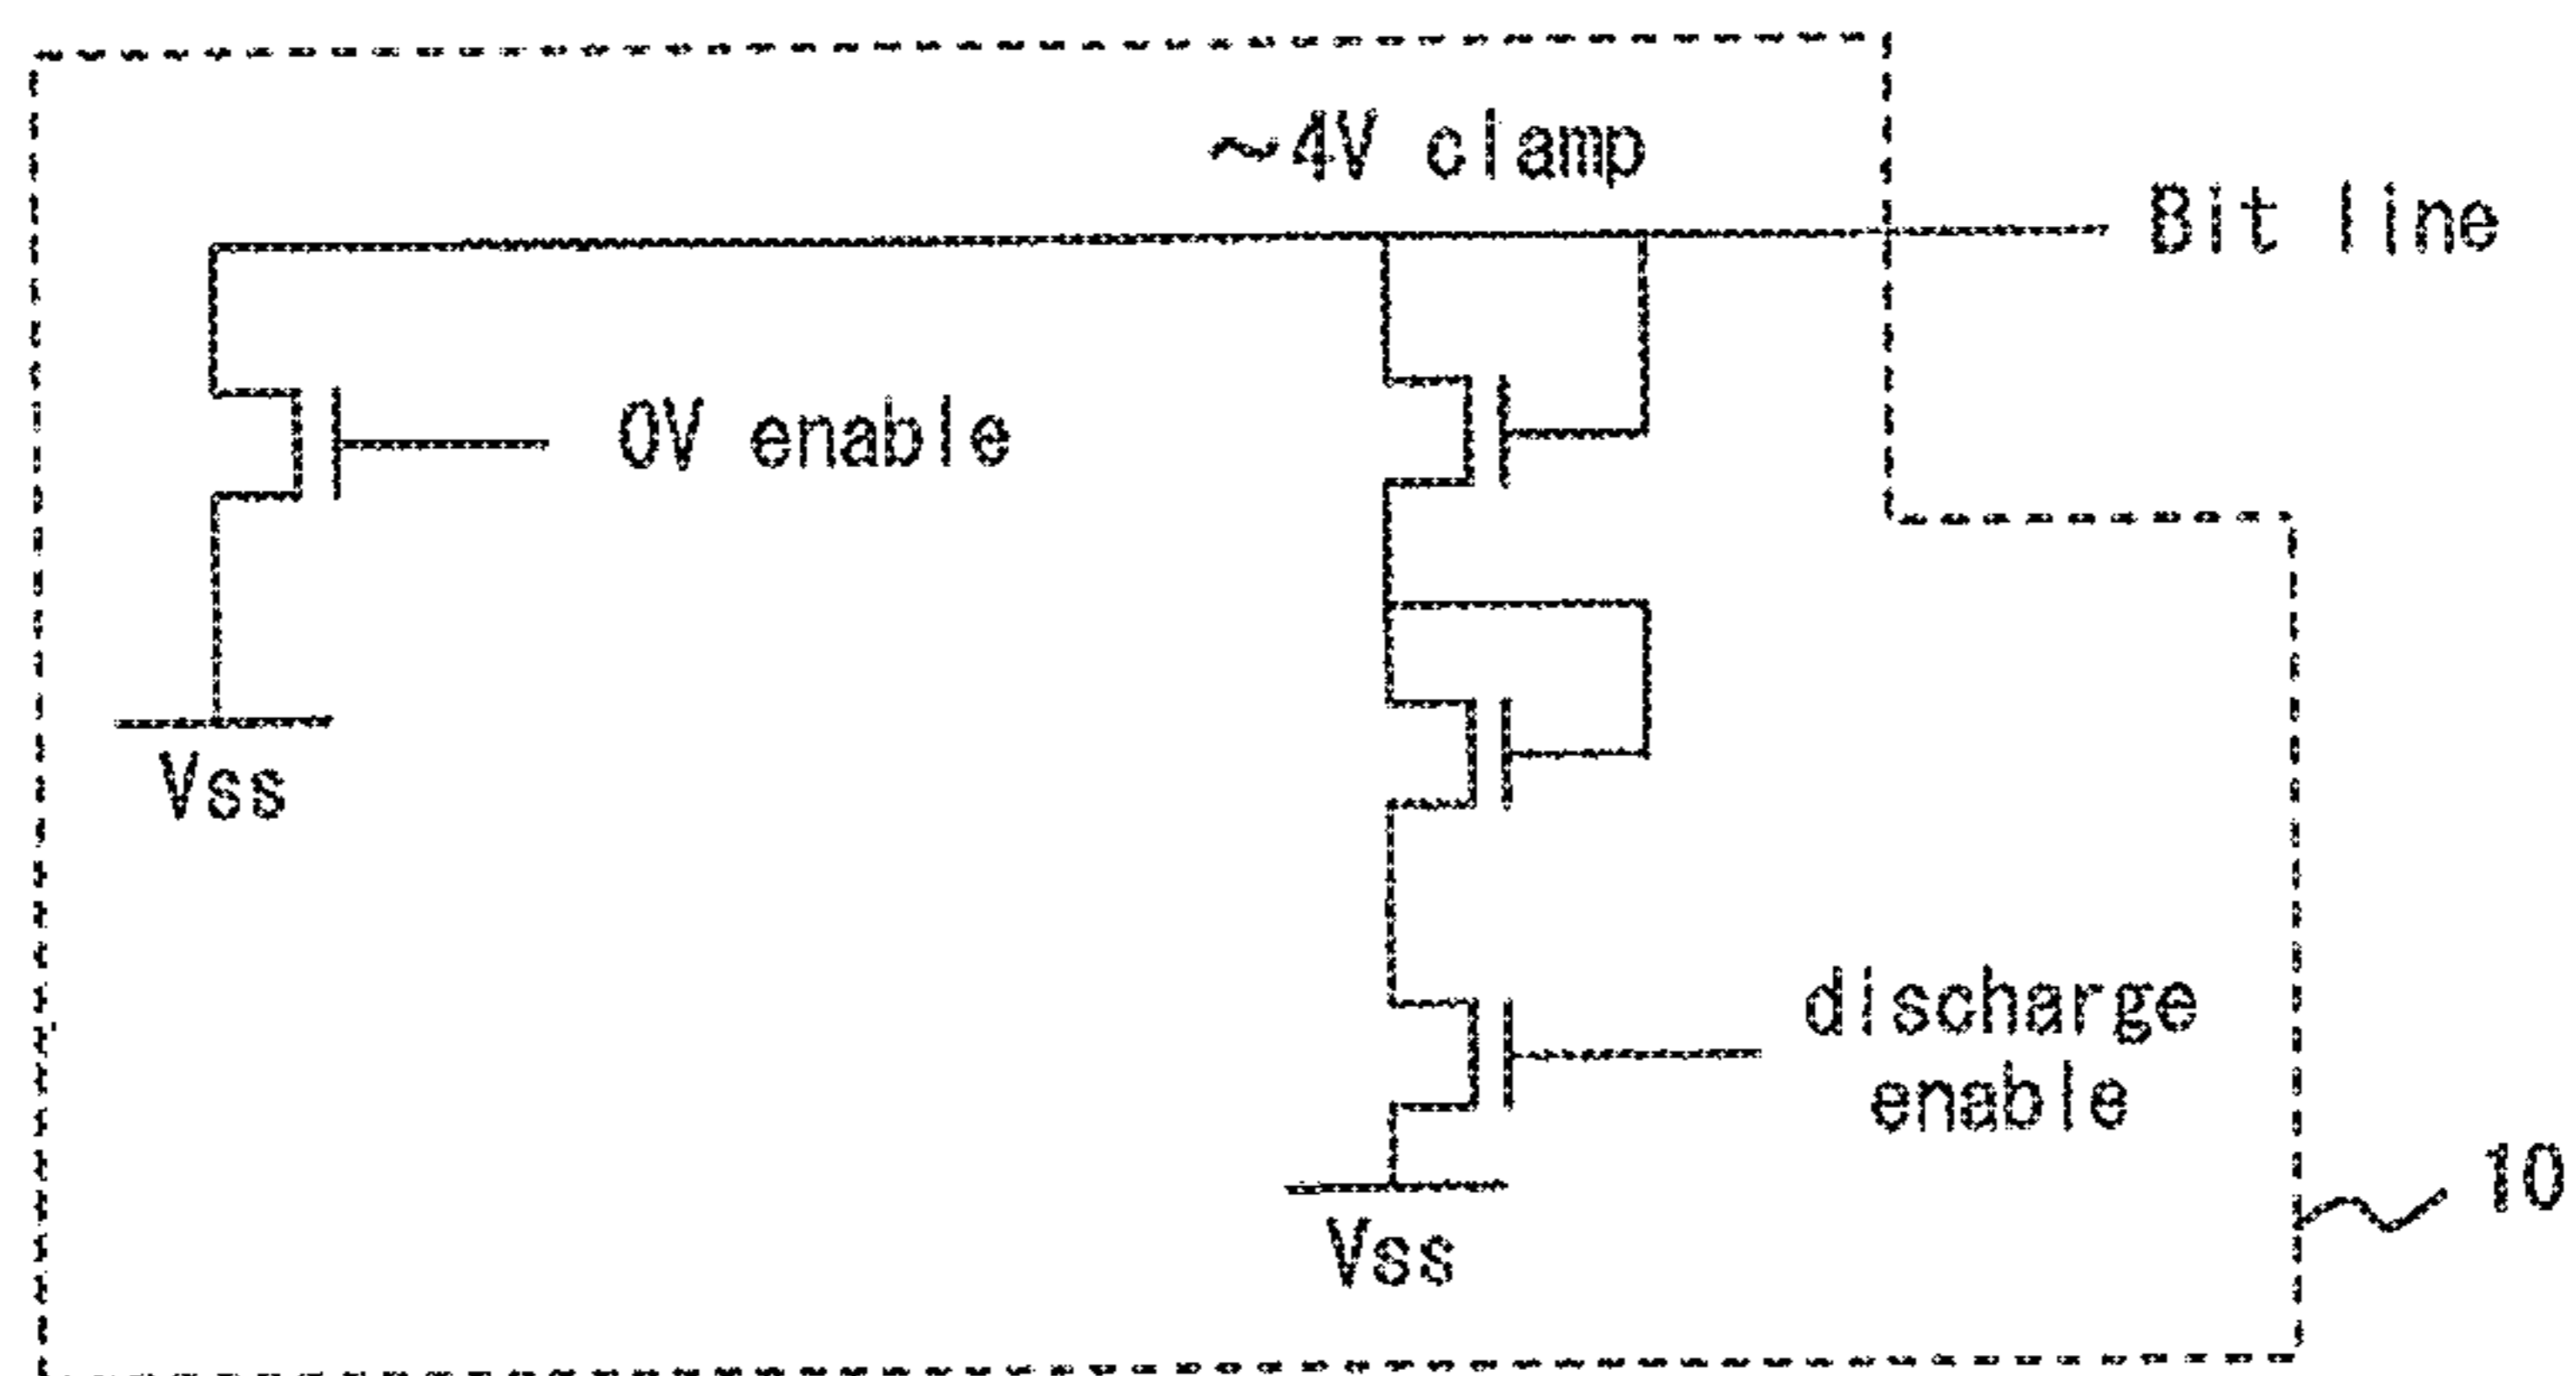 ~4V clamp
Bit line
0V enable
Vss
discharge
enable
10
Vss